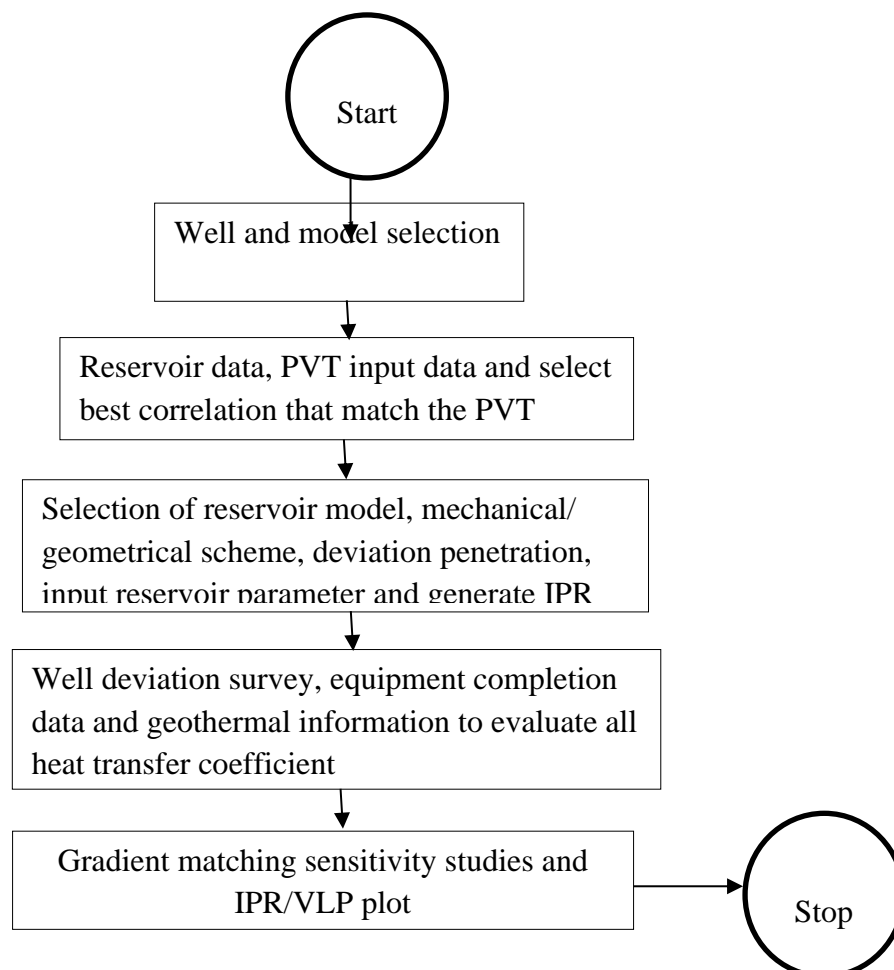 Start
Well and model selection
Reservoir data, PVT input data and select
best correlation that match the PVT
Selection of reservoir model, mechanical/
geometrical scheme, deviation penetration,
input reservoir parameter and generate IPR
Well deviation survey, equipment completion
data and geothermal information to evaluate all
heat transfer coefficient
Gradient matching sensitivity studies and
IPR/VLP plot
Stop